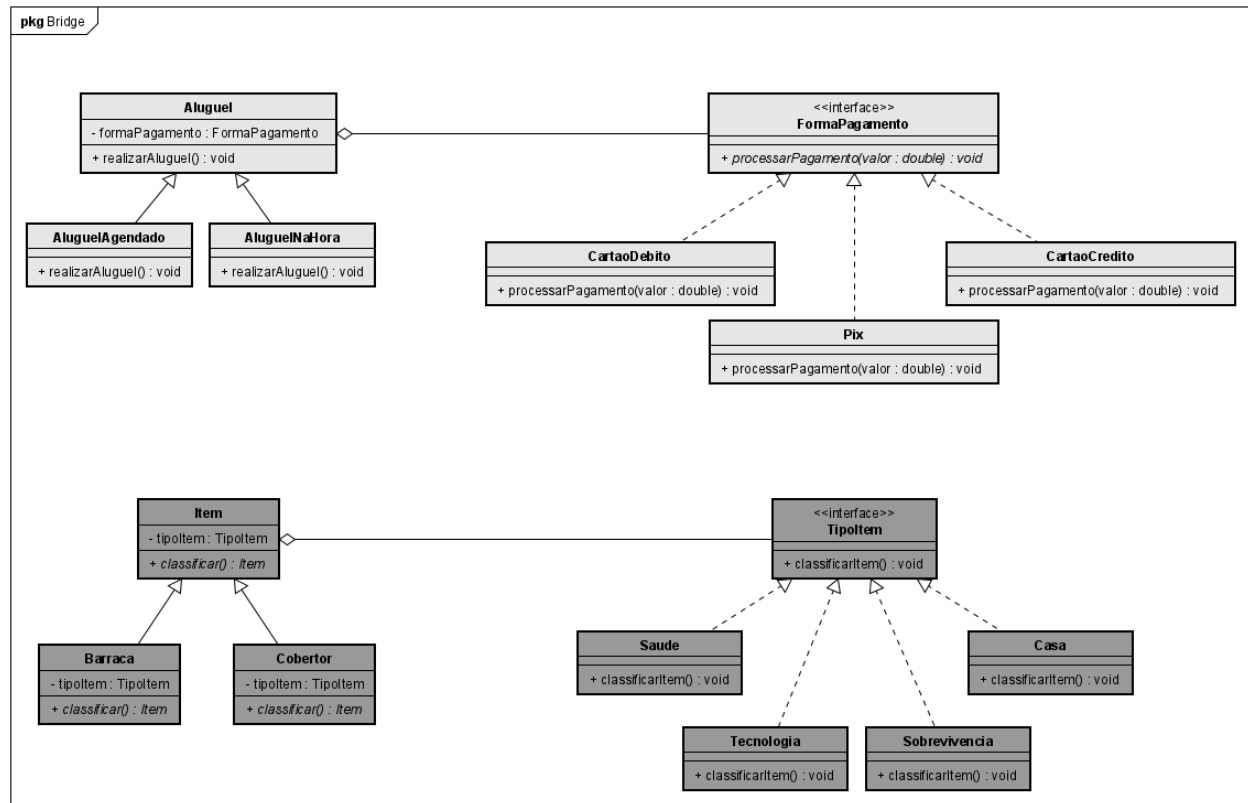 pkg Bridge
Aluguel
- formaPagamento : FormaPagamento
+ realizarAluguel() : void
<<interface>>
FormaPagamento
+ processarPagamento(valor : double) : void
AluguelAgendado
+ realizarAluguel() : void
AluguelNaHora
+ realizarAluguel() : void
CartaoDebito
+ processarPagamento(valor : double) : void
CartaoCredito
+ processarPagamento(valor : double) : void
Pix
+ processarPagamento(valor : double) : void
Item
- tipoItem : TipoItem
+ classificar() : Item
<<interface>>
TipoItem
+ classificarItem() : void
Barraca
- tipoItem : TipoItem
+ classificar() : Item
Cobertor
- tipoItem : TipoItem
+ classificar() : Item
Saude
+ classificarItem() : void
Casa
+ classificarItem() : void
Tecnologia
+ classificarItem() : void
Sobrevivencia
+ classificarItem() : void